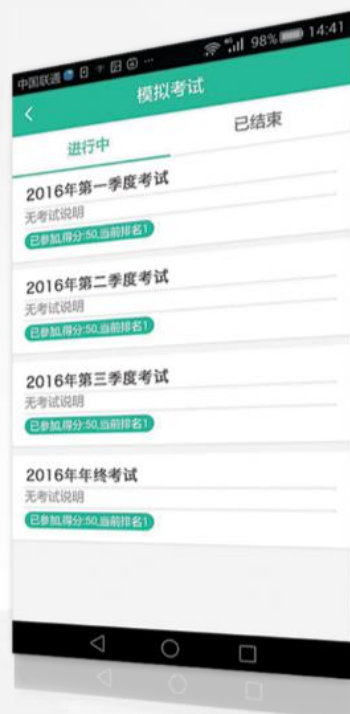 中国联通 ... 4G 98% 14:41
模拟考试
进行中 已结束
2016年第一季度考试
无考试说明
已参加,得分:50,当前排名1
2016年第二季度考试
无考试说明
已参加,得分:50,当前排名1
2016年第三季度考试
无考试说明
已参加,得分:50,当前排名1
2016年年终考试
无考试说明
已参加,得分:50,当前排名1